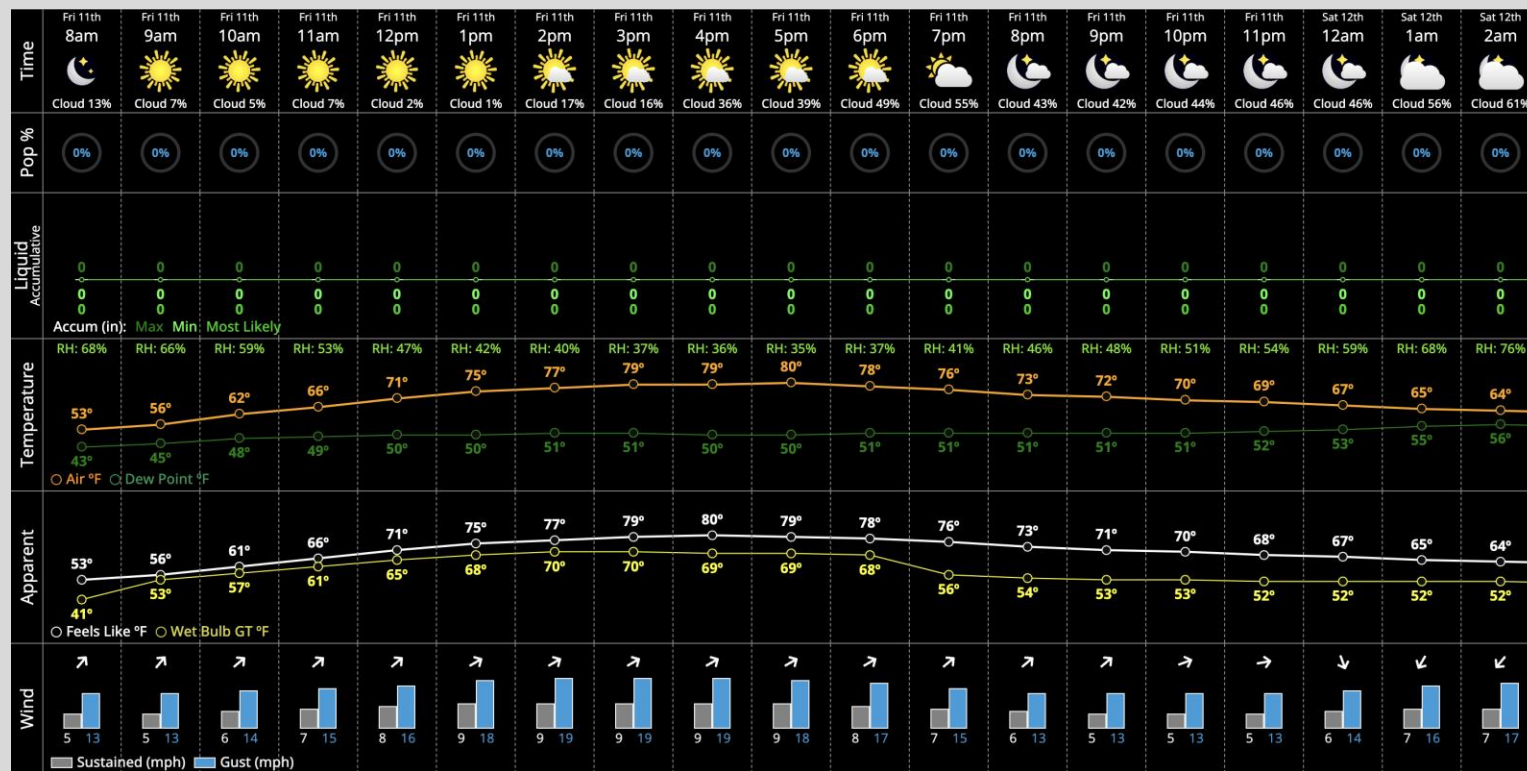 Fri 11th Fri 11th Fri 11th Fri 11th Fri 11th Fri 11th Fri 11th Fri 11th Fri 11th Fri 11th Fri 11th Fri 11th Fri 11th Fri 11th Fri 11th Fri 11th Sat 12th Sat 12th Sat 12th
Time
8am 9am 10am 11am 12pm 1pm 2pm 3pm 4pm 5pm 6pm 7pm 8pm 9pm 10pm 11pm 12am 1am 2am
Cloud 13% Cloud 7% Cloud 5% Cloud 7% Cloud 2% Cloud 1% Cloud 17% Cloud 16% Cloud 36% Cloud 39% Cloud 49% Cloud 55% Cloud 43% Cloud 42% Cloud 44% Cloud 46% Cloud 46% Cloud 56% Cloud 61%
Pop %
0% 0% 0% 0% 0% 0% 0% 0% 0% 0% 0% 0% 0% 0% 0% 0% 0% 0% 0%
Liquid
Accumulative
0 0 0 0 0 0 0 0 0 0 0 0 0 0 0 0 0 0 0
0 0 0 0 0 0 0 0 0 0 0 0 0 0 0 0 0 0 0
0 0 0 0 0 0 0 0 0 0 0 0 0 0 0 0 0 0 0
Accum (in): Max Min Most Likely
Temperature
RH: 68% RH: 66% RH: 59% RH: 53% RH: 47% RH: 42% RH: 40% RH: 37% RH: 36% RH: 35% RH: 37% RH: 41% RH: 46% RH: 48% RH: 51% RH: 54% RH: 59% RH: 68% RH: 76%
53° 56° 62° 66° 71° 75° 77° 79° 79° 80° 78° 76° 73° 72° 70° 69° 67° 65° 64°
43° 45° 48° 49° 50° 50° 51° 51° 50° 50° 51° 51° 51° 51° 51° 52° 53° 55° 56°
Air °F Dew Point °F
Apparent
53° 56° 61° 66° 71° 75° 77° 79° 80° 79° 78° 76° 73° 71° 70° 68° 67° 65° 64°
41° 53° 57° 61° 65° 68° 70° 70° 69° 69° 68° 56° 54° 53° 53° 52° 52° 52° 52°
Feels Like °F Wet Bulb GT °F
Wind
5 13 5 13 6 14 7 15 8 16 9 18 9 19 9 19 9 19 9 18 8 17 7 15 6 13 5 13 5 13 5 13 6 14 7 16 7 17
Sustained (mph) Gust (mph)